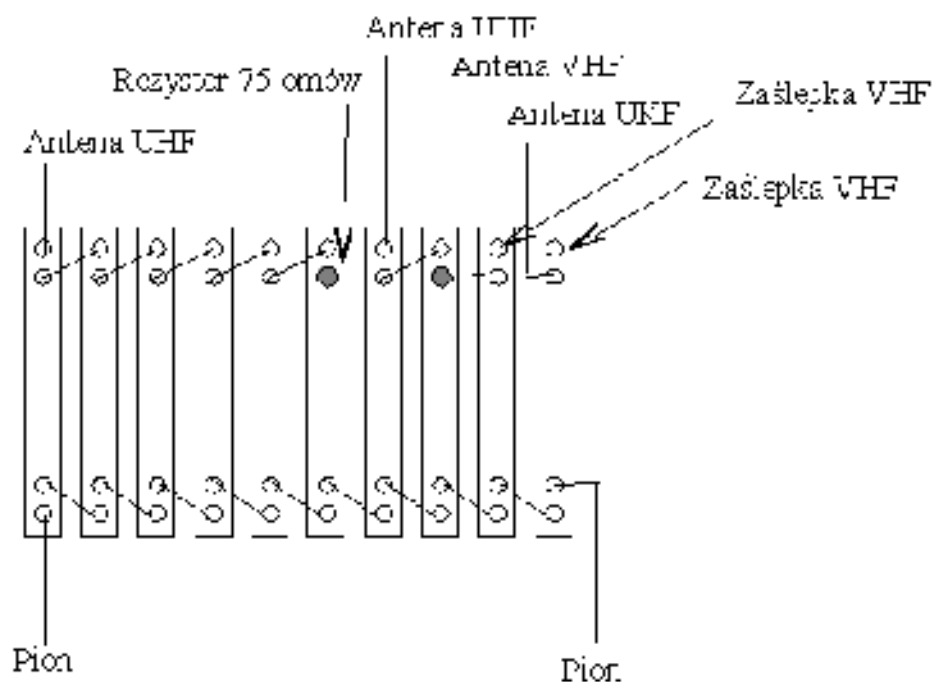 Antena UHF
Antena VHF
Rezystor 75 omów
Zaślepka VHF
Antena UKF
Antena UHF
Zaślepka VHF
Pion
Pion